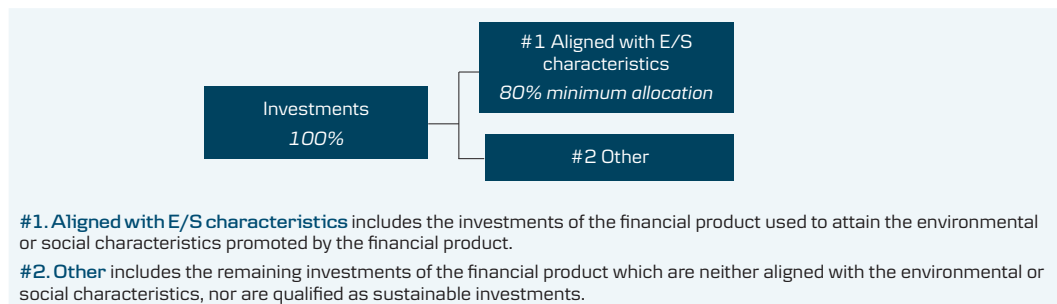 #1 Aligned with E/S
characteristics
80% minimum allocation
Investments
100%
#2 Other
#1. Aligned with E/S characteristics includes the investments of the financial product used to attain the environmental
or social characteristics promoted by the financial product.
#2. Other includes the remaining investments of the financial product which are neither aligned with the environmental or
social characteristics, nor are qualified as sustainable investments.